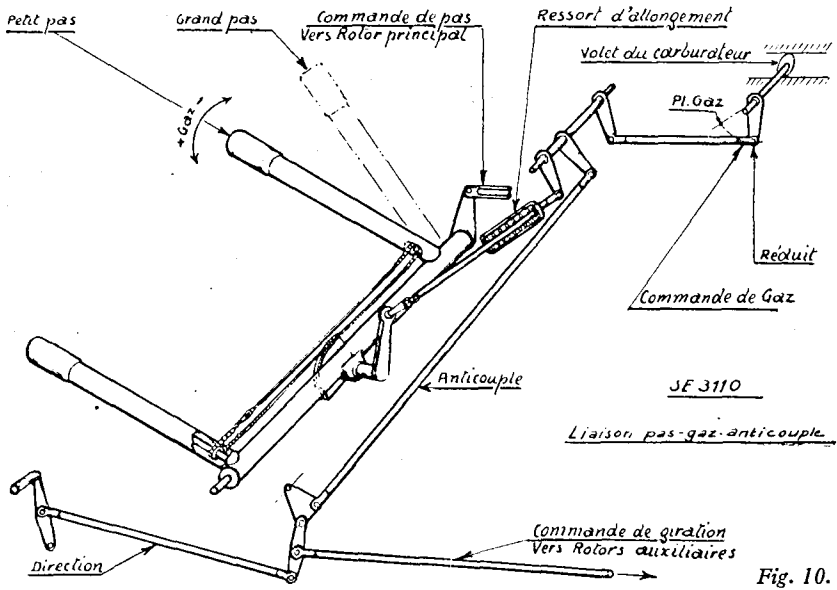 Petit pas
Grand pas
Commande de pas
Vers Rotor principal
Ressort d'allongement
Volet du carburateur
+Gaz-
Pl. Gaz
Réduit
Commande de Gaz
Anticouple
SE 3110
Liaison pas-gaz-anticouple
Commande de giration
Vers Rotors auxiliaires
Direction
Fig. 10.